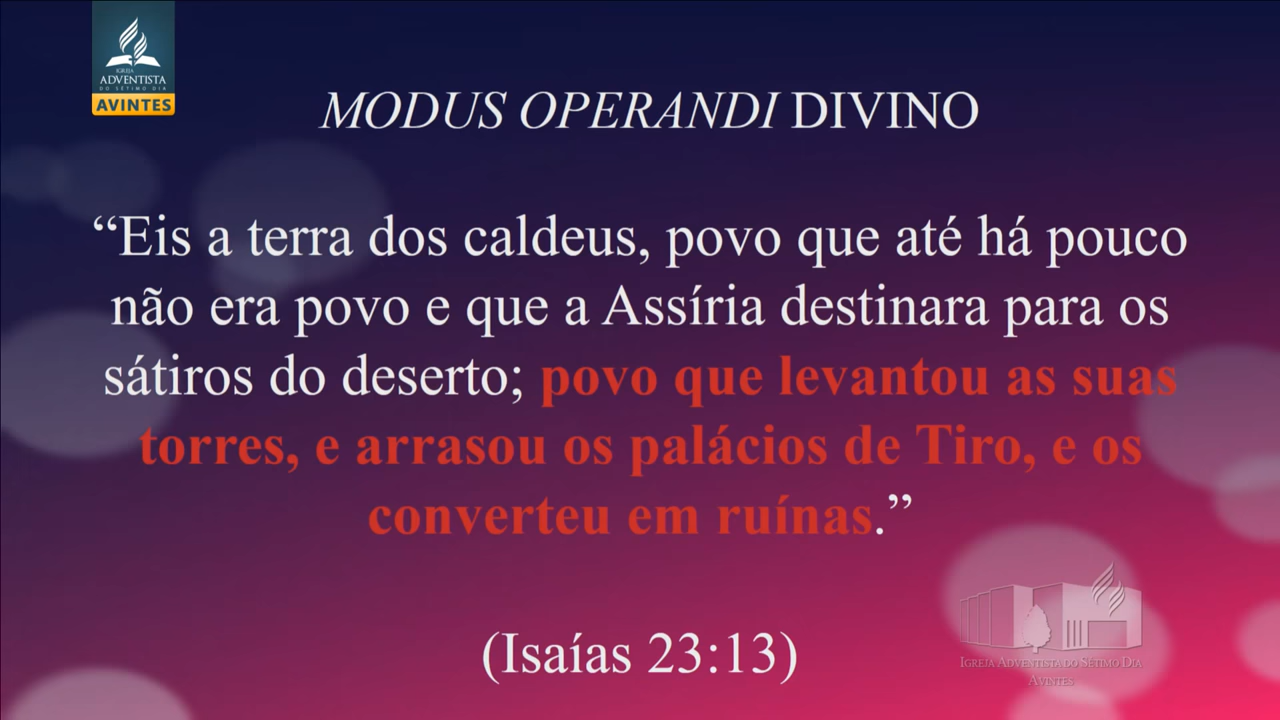 IGREJA
ADVENTISTA
DO SÉTIMO DIA
AVINTES
MODUS OPERANDI DIVINO
“Eis a terra dos caldeus, povo que até há pouco
não era povo e que a Assíria destinara para os
sátiros do deserto; povo que levantou as suas
torres, e arrasou os palácios de Tiro, e os
converteu em ruínas.”
(Isaías 23:13)
IGREJA ADVENTISTA DO SÉTIMO DIA
AVINTES